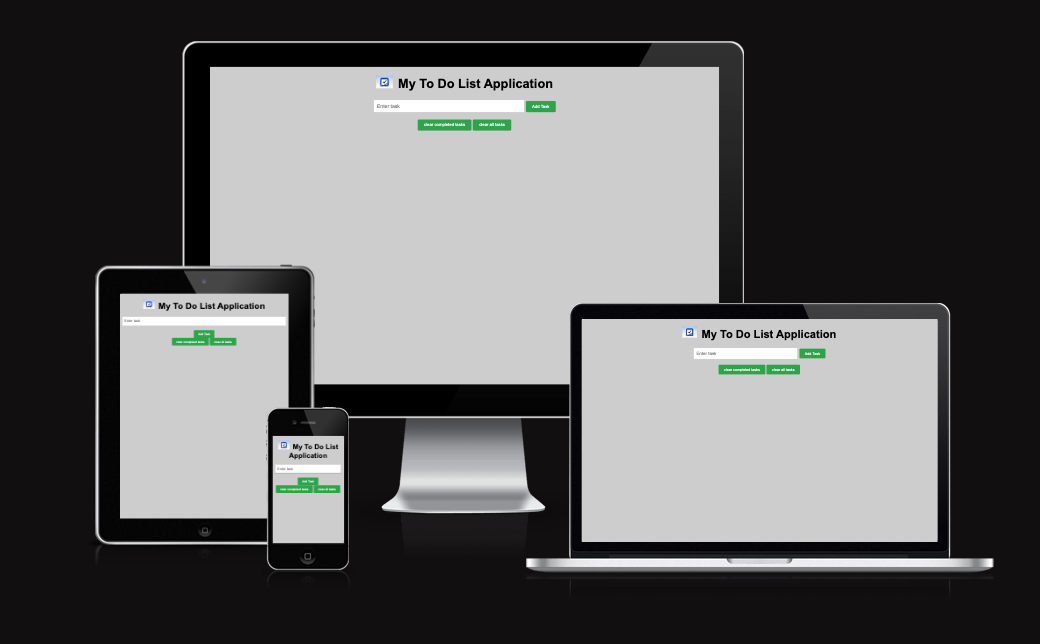 My To Do List Application
Enter task
Add Task
clear completed tasks
clear all tasks
My To Do List Application
Enter task
Add Task
clear completed tasks
clear all tasks
My To Do List
Application
Enter task
Add Task
clear completed tasks
clear all tasks
My To Do List Application
Enter task
Add Task
clear completed tasks
clear all tasks